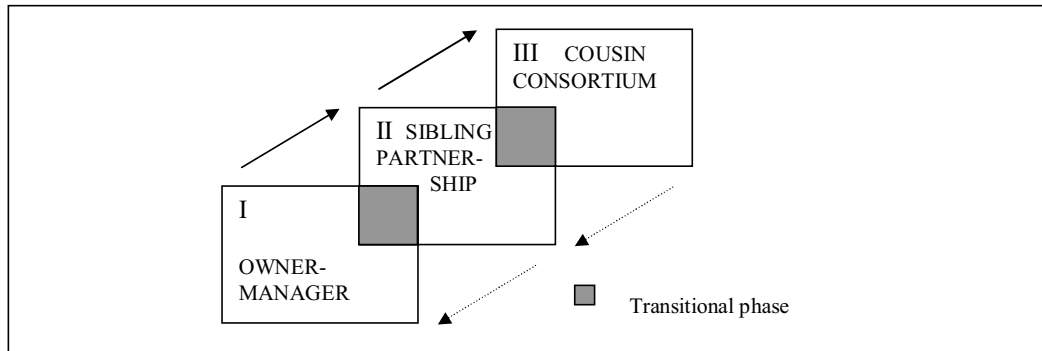 III COUSIN
CONSORTIUM
II SIBLING
PARTNER-
SHIP
I
OWNER-
MANAGER
Transitional phase